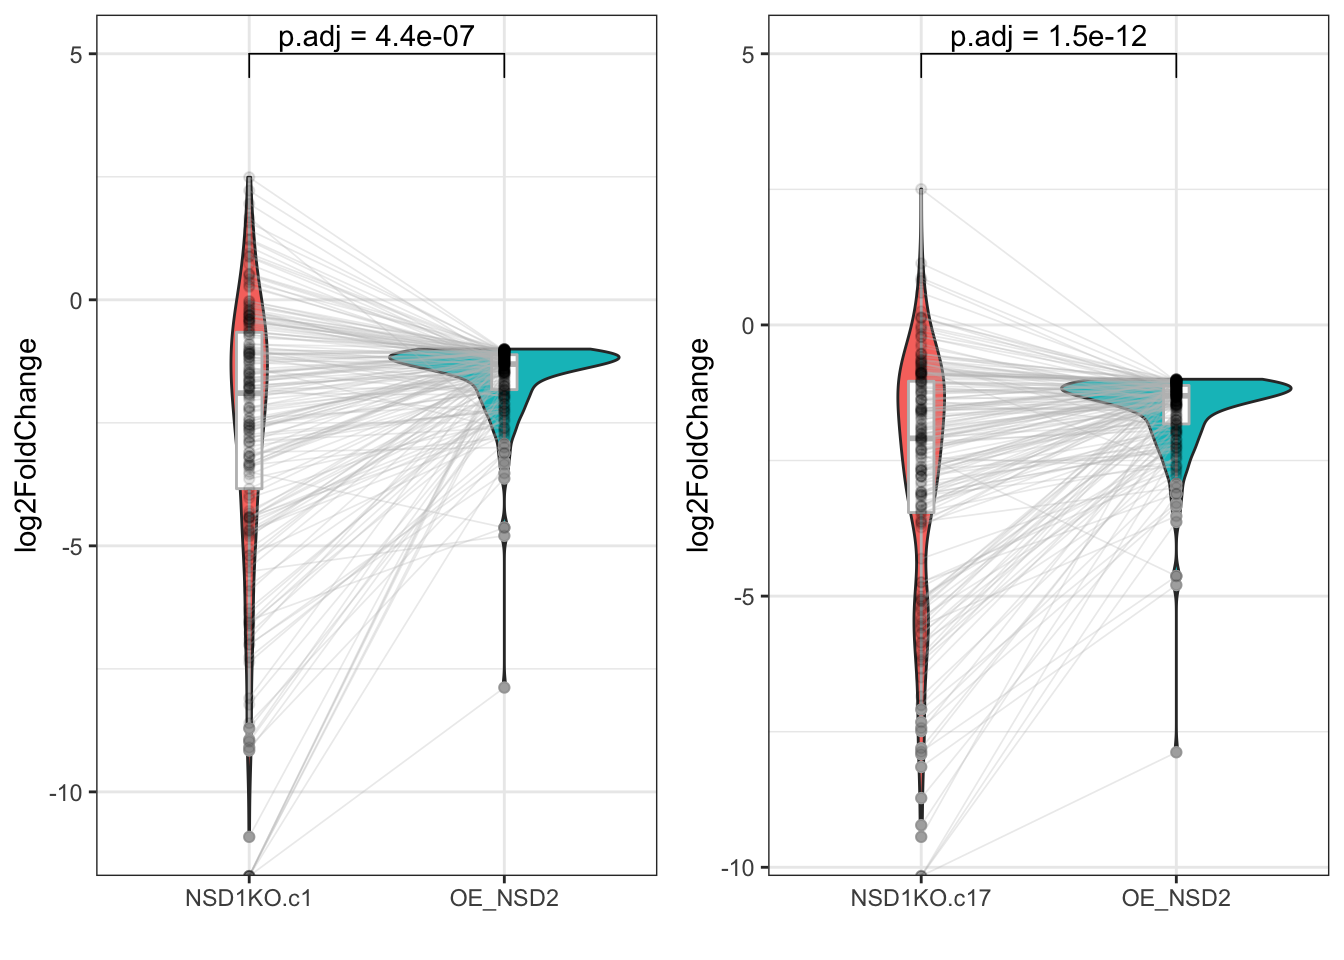 p.adj = 4.4e-07
5
0
-5
-10
log2FoldChange
NSD1KO.c1
OE_NSD2
p.adj = 1.5e-12
5
0
-5
-10
log2FoldChange
NSD1KO.c17
OE_NSD2